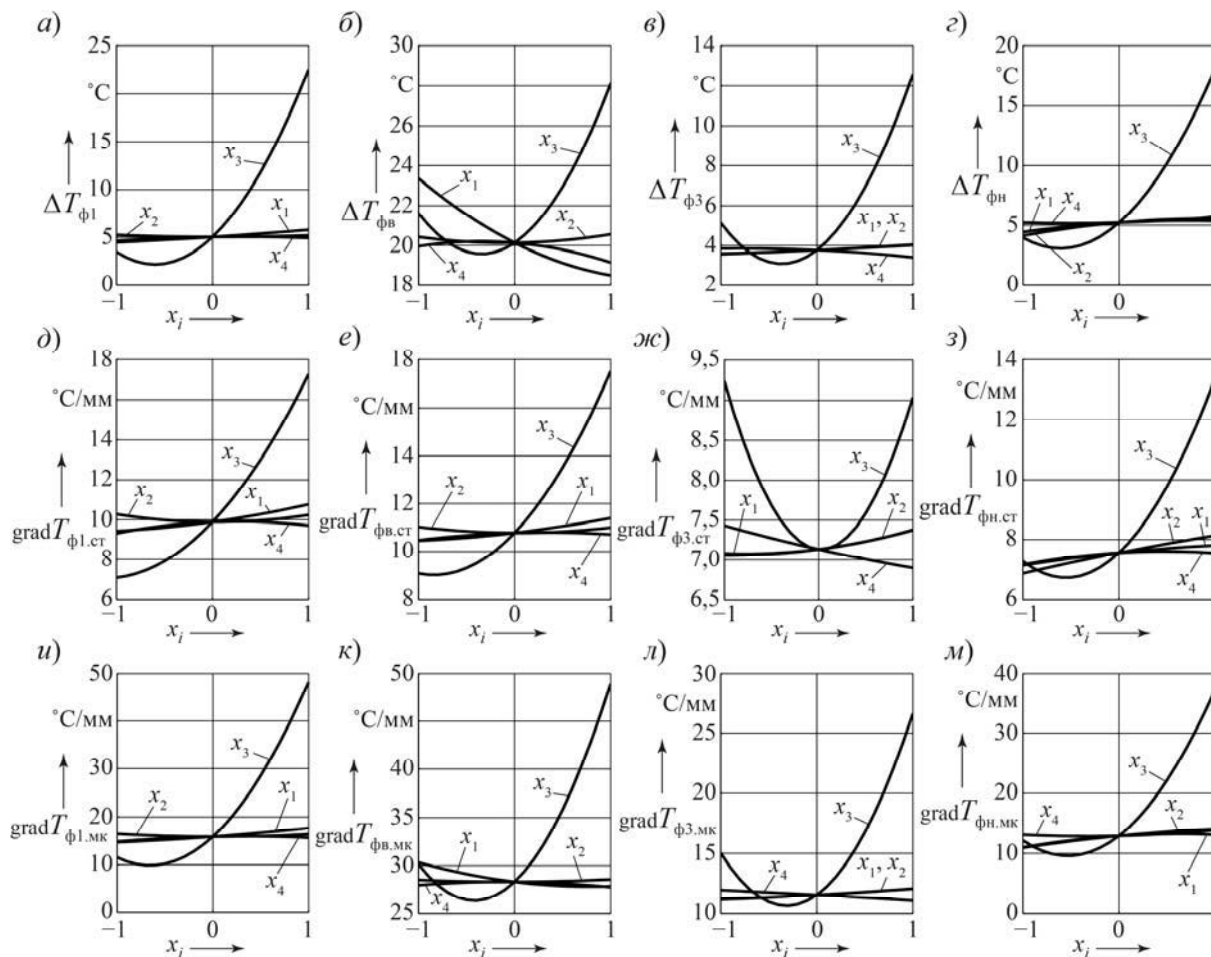 а)
25
°C
20
15
10
5
0
ΔTф1
x3
x2
x1
x4
−1 0 1
xi
б)
30
°C
28
26
24
22
20
18
ΔTфв
x1
x3
x2
x4
−1 0 1
xi
в)
14
°C
12
10
8
6
4
2
ΔTф3
x3
x1, x2
x4
−1 0 1
xi
г)
20
°C
15
10
5
0
ΔTфн
x3
x1 x4
x2
−1 0 1
xi
д)
18
°C/мм
16
14
12
10
8
6
gradTф1.ст
x3
x2
x1
x4
−1 0 1
xi
е)
18
°C/мм
16
14
12
10
8
gradTфв.ст
x3
x2
x1
x4
−1 0 1
xi
ж)
9,5
°C/мм
9,0
8,5
8,0
7,5
7,0
6,5
gradTф3.ст
x3
x1
x2
x4
−1 0 1
xi
з)
14
°C/мм
12
10
8
6
gradTфн.ст
x3
x2 x1
x4
−1 0 1
xi
и)
50
°C/мм
40
30
20
10
0
gradTф1.мк
x3
x2
x1
x4
−1 0 1
xi
к)
50
°C/мм
45
40
35
30
25
gradTфв.мк
x3
x1
x2
x4
−1 0 1
xi
л)
30
°C/мм
25
20
15
10
gradTф3.мк
x3
x4
x1, x2
−1 0 1
xi
м)
40
°C/мм
30
20
10
0
gradTфн.мк
x3
x4
x2
x1
−1 0 1
xi